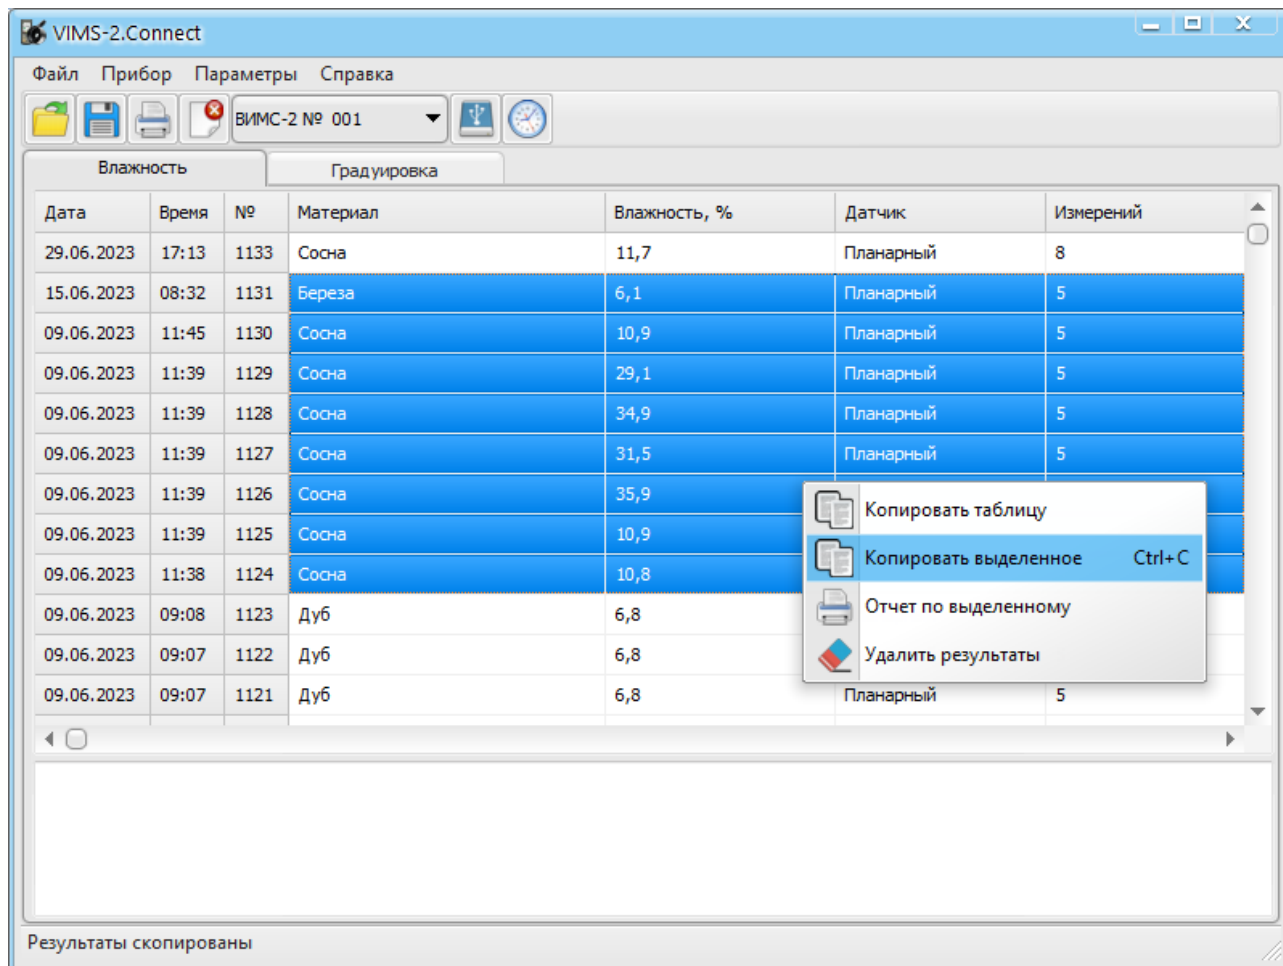 VIMS-2.Connect
Файл Прибор Параметры Справка
ВИМС-2 № 001
Влажность Градуировка
Дата Время № Материал Влажность, % Датчик Измерений
29.06.2023 17:13 1133 Сосна 11,7 Планарный 8
15.06.2023 08:32 1131 Береза 6,1 Планарный 5
09.06.2023 11:45 1130 Сосна 10,9 Планарный 5
09.06.2023 11:39 1129 Сосна 29,1 Планарный 5
09.06.2023 11:39 1128 Сосна 34,9 Планарный 5
09.06.2023 11:39 1127 Сосна 31,5 Планарный 5
09.06.2023 11:39 1126 Сосна 35,9
Копировать таблицу
09.06.2023 11:39 1125 Сосна 10,9
Копировать выделенное Ctrl+C
09.06.2023 11:38 1124 Сосна 10,8
Отчет по выделенному
09.06.2023 09:08 1123 Дуб 6,8
09.06.2023 09:07 1122 Дуб 6,8
Удалить результаты
09.06.2023 09:07 1121 Дуб 6,8 Планарный 5
Результаты скопированы